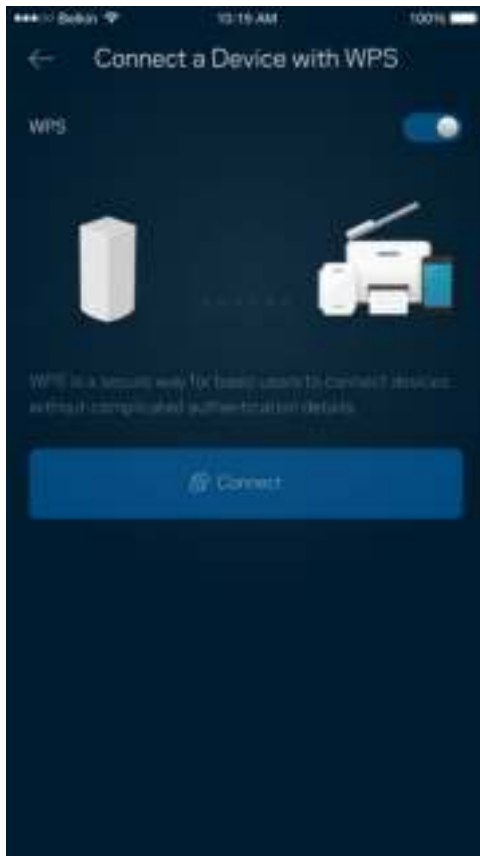 Belkin 10:19 AM 100%
Connect a Device with WPS
WPS
WPS is a secure way for basic users to connect devices
without complicated authentication details
Connect